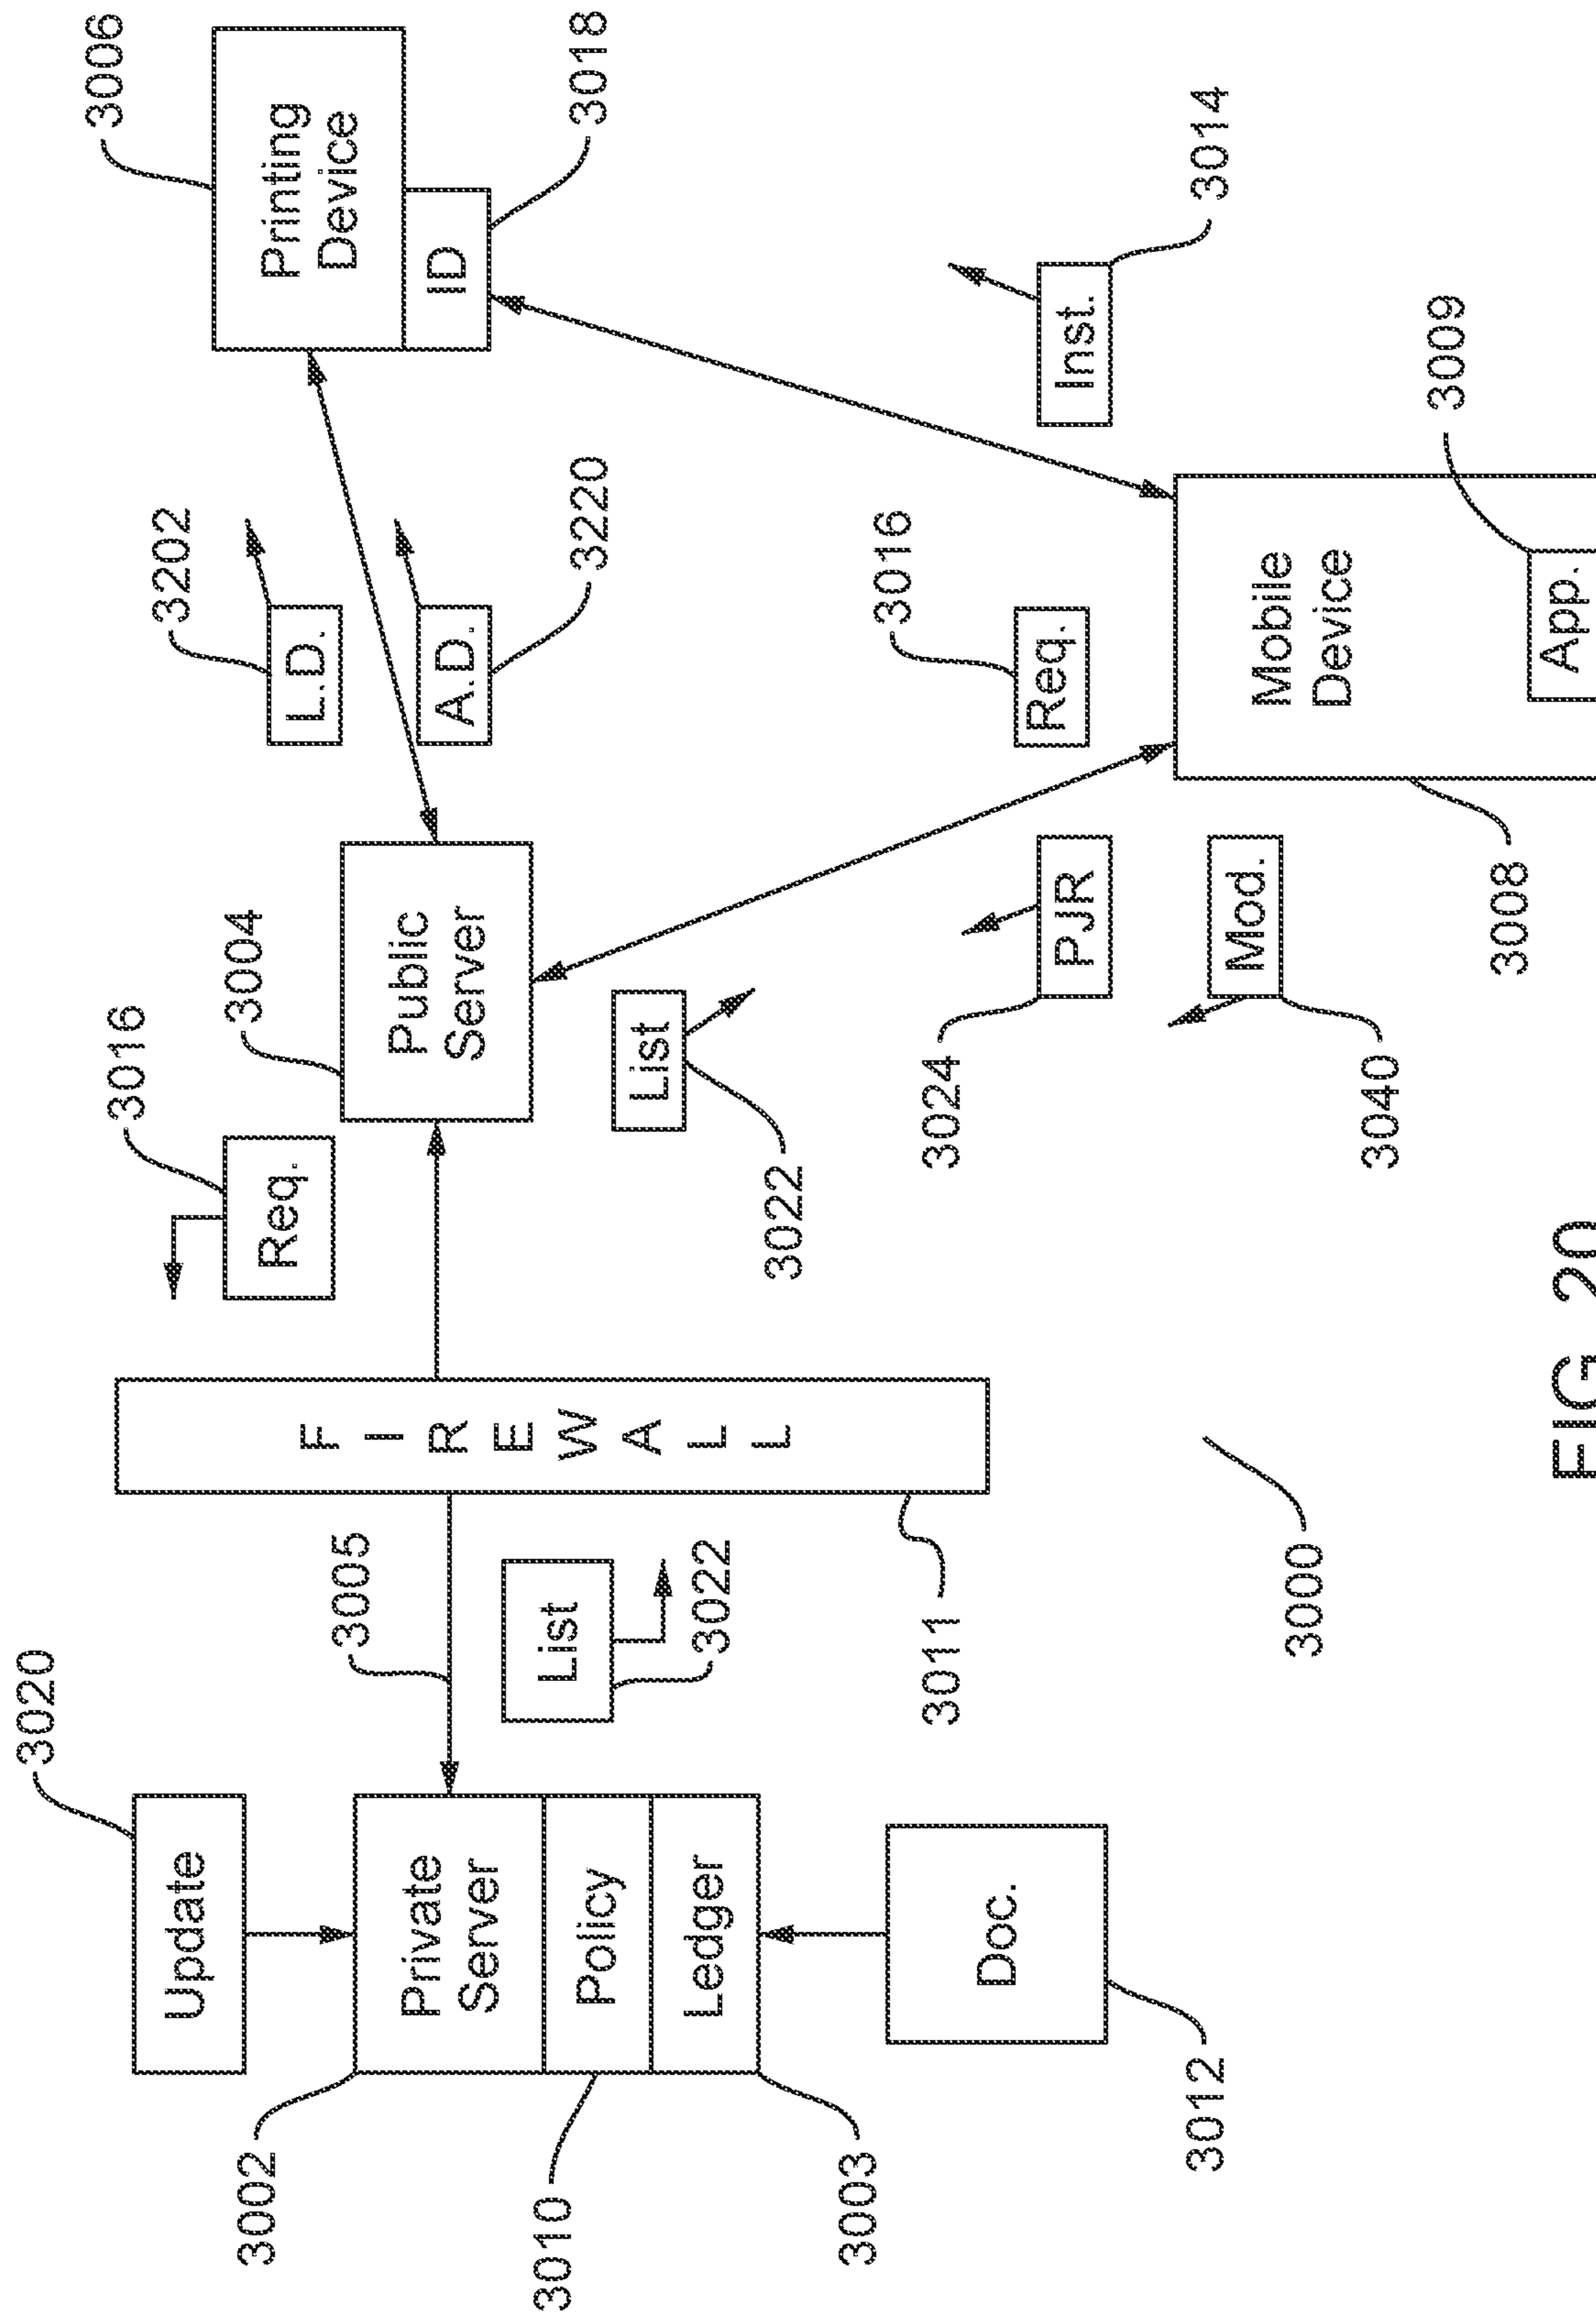 3020
3016
3006
3202
Update
3004
3002
Req.
Printing
Device
L.D.
3005
Private
Server
Public
Server
F
I
R
E
W
A
L
L
ID
A.D.
3220
3018
3010
List
Policy
List
3022
Ledger
3022
3003
3016
3011
3024
Doc.
Req.
PJR
Inst.
3012
3014
Mod.
Mobile
Device
3000
3040
3009
3008
App.
FIG. 20